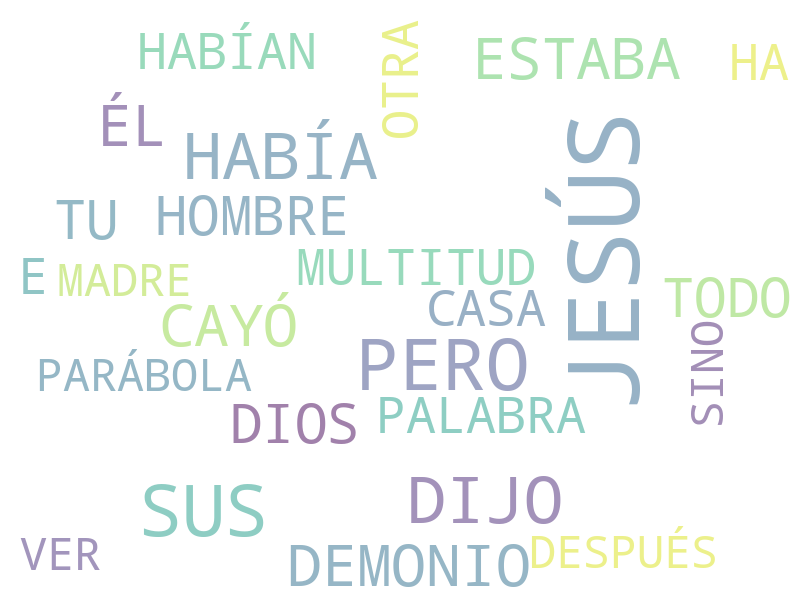 HABÍAN
OTRA
ESTABA
HA
ÉL
HABÍA
JESÚS
TU
HOMBRE
E
MADRE
MULTITUD
CASA
TODO
CAYÓ
PERO
SINO
PARÁBOLA
DIOS
PALABRA
SUS
DIJO
VER
DEMONIO
DESPUÉS